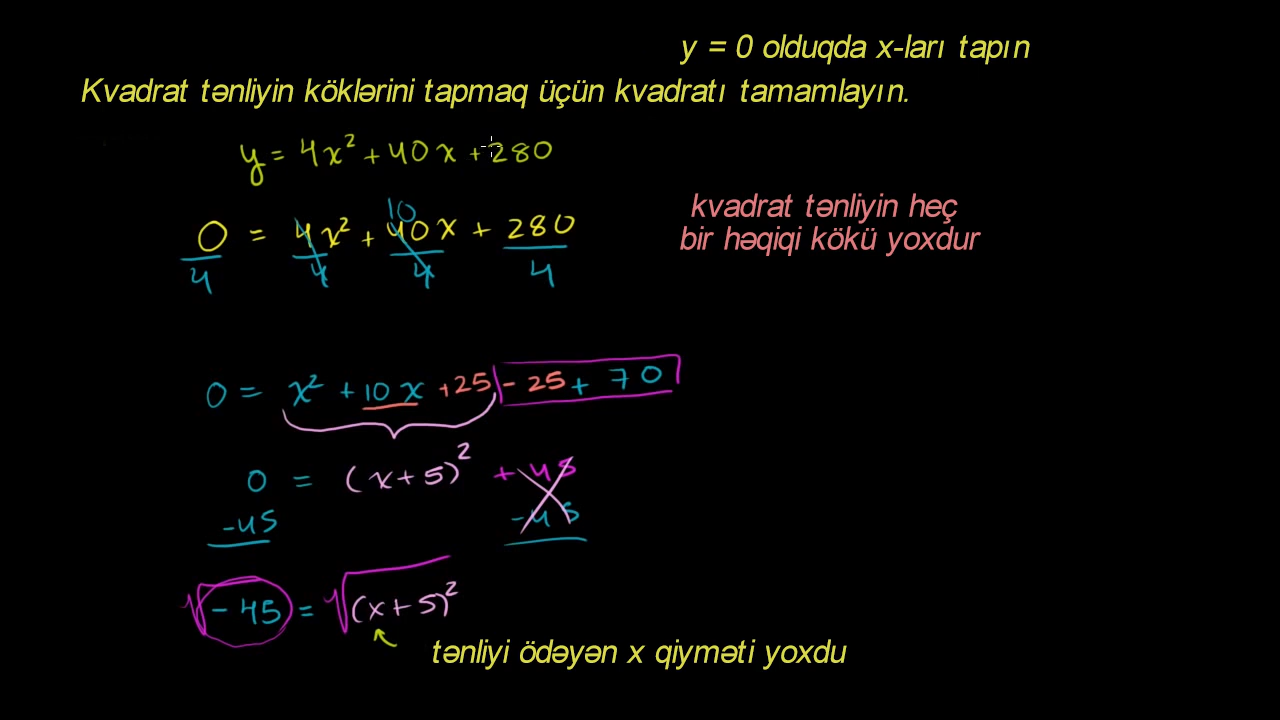 y = 0 olduqda x-ları tapın
Kvadrat tənliyin köklərini tapmaq üçün kvadratı tamamlayın.
y = 4x² + 40x + 280
kvadrat tənliyin heç
bir həqiqi kökü yoxdur
10
0 = 4x² + 40x + 280
4 4 4 4
0 = x² + 10x + 25 - 25 + 70
0 = (x+5)² + 45
-45 -45
√-45 = √(x+5)²
tənliyi ödəyən x qiyməti yoxdu